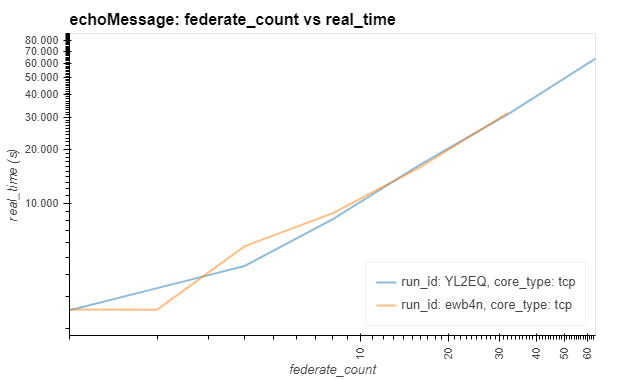 echoMessage: federate_count vs real_time
80.000
70.000
60.000
50.000
40.000
30.000
20.000
10.000
real_time (s)
run_id: YL2EQ, core_type: tcp
run_id: ewb4n, core_type: tcp
10
20
30
40
50
60
federate_count